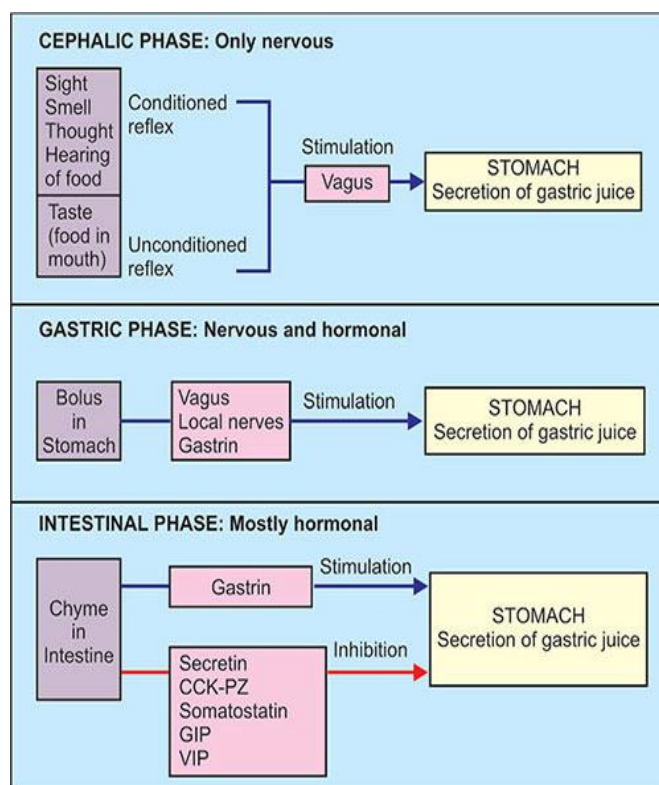 CEPHALIC PHASE: Only nervous
Sight
Smell
Thought
Hearing
of food
Conditioned
reflex
Taste
(food in
mouth)
Unconditioned
reflex
Stimulation
Vagus
STOMACH
Secretion of gastric juice
GASTRIC PHASE: Nervous and hormonal
Bolus
in
Stomach
Vagus
Local nerves
Gastrin
Stimulation
STOMACH
Secretion of gastric juice
INTESTINAL PHASE: Mostly hormonal
Chyme
in
Intestine
Gastrin
Stimulation
Secretin
CCK-PZ
Somatostatin
GIP
VIP
Inhibition
STOMACH
Secretion of gastric juice